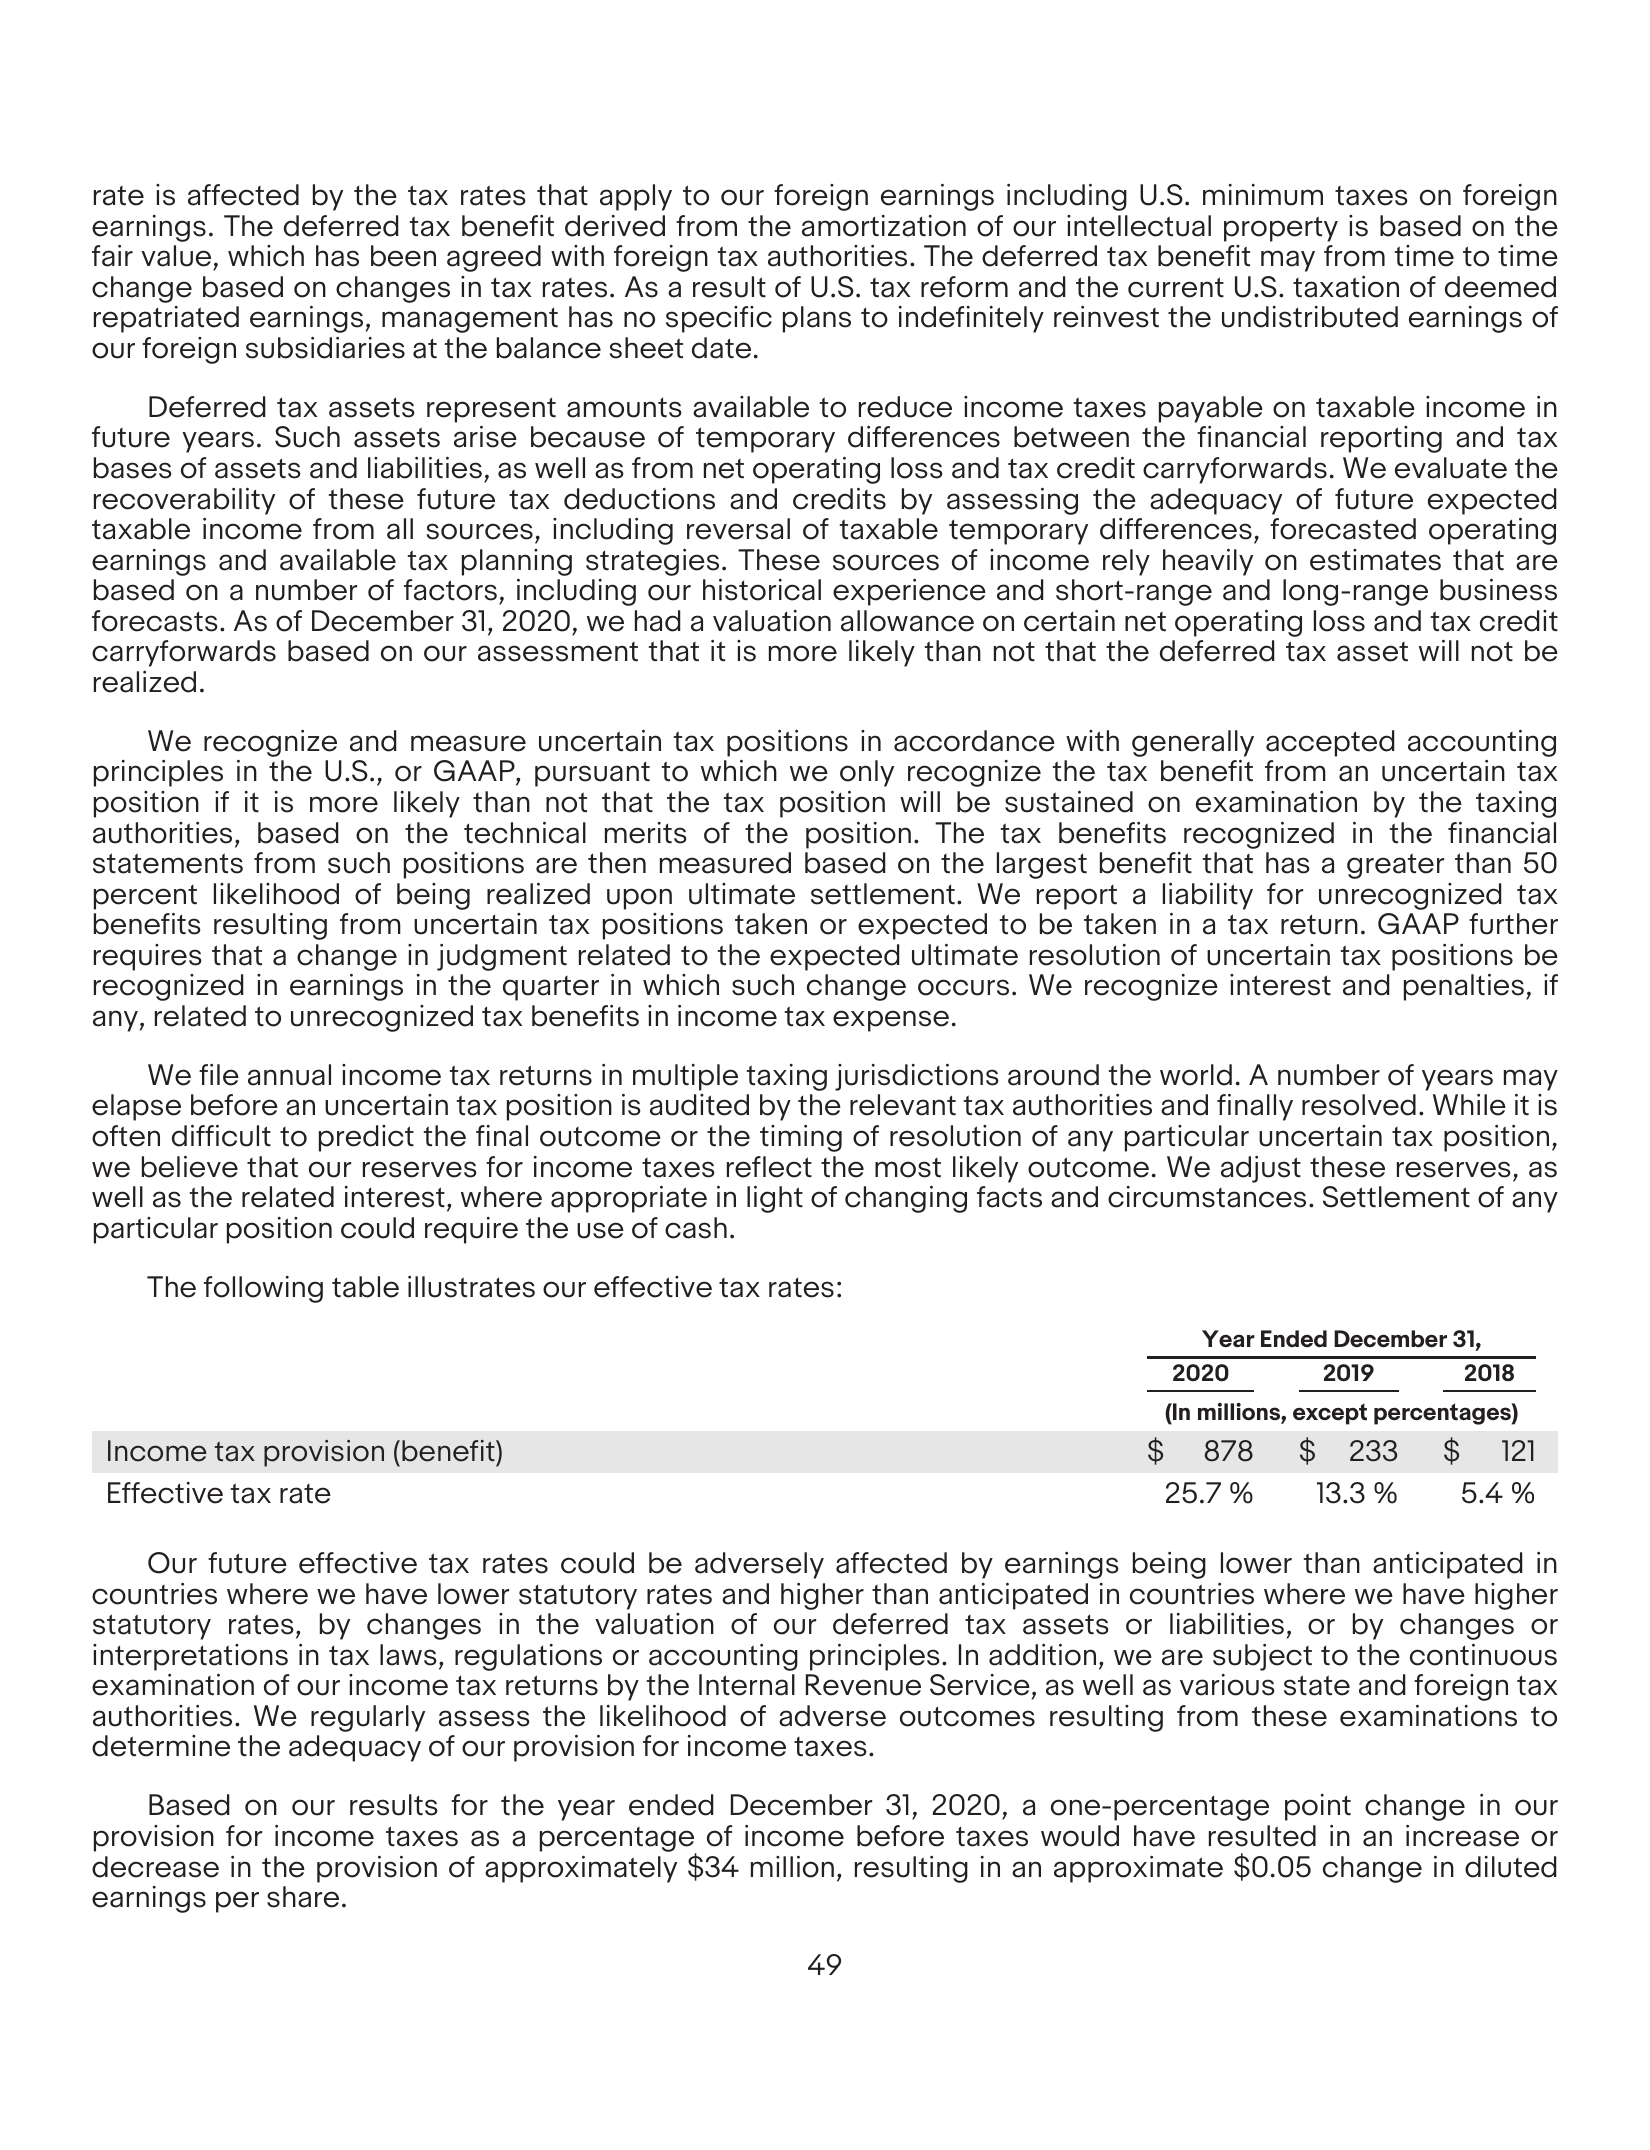 rate is affected by the tax rates that apply to our foreign earnings including U.S. minimum taxes on foreign
earnings. The deferred tax benefit derived from the amortization of our intellectual property is based on the
fair value, which has been agreed with foreign tax authorities. The deferred tax benefit may from time to time
change based on changes in tax rates. As a result of U.S. tax reform and the current U.S. taxation of deemed
repatriated earnings, management has no specific plans to indefinitely reinvest the undistributed earnings of
our foreign subsidiaries at the balance sheet date.
Deferred tax assets represent amounts available to reduce income taxes payable on taxable income in
future years. Such assets arise because of temporary differences between the financial reporting and tax
bases of assets and liabilities, as well as from net operating loss and tax credit carryforwards. We evaluate the
recoverability of these future tax deductions and credits by assessing the adequacy of future expected
taxable income from all sources, including reversal of taxable temporary differences, forecasted operating
earnings and available tax planning strategies. These sources of income rely heavily on estimates that are
based on a number of factors, including our historical experience and short-range and long-range business
forecasts. As of December 31, 2020, we had a valuation allowance on certain net operating loss and tax credit
carryforwards based on our assessment that it is more likely than not that the deferred tax asset will not be
realized.
We recognize and measure uncertain tax positions in accordance with generally accepted accounting
principles in the U.S., or GAAP, pursuant to which we only recognize the tax benefit from an uncertain tax
position if it is more likely than not that the tax position will be sustained on examination by the taxing
authorities, based on the technical merits of the position. The tax benefits recognized in the financial
statements from such positions are then measured based on the largest benefit that has a greater than 50
percent likelihood of being realized upon ultimate settlement. We report a liability for unrecognized tax
benefits resulting from uncertain tax positions taken or expected to be taken in a tax return. GAAP further
requires that a change in judgment related to the expected ultimate resolution of uncertain tax positions be
recognized in earnings in the quarter in which such change occurs. We recognize interest and penalties, if
any, related to unrecognized tax benefits in income tax expense.
We file annual income tax returns in multiple taxing jurisdictions around the world. A number of years may
elapse before an uncertain tax position is audited by the relevant tax authorities and finally resolved. While it is
often difficult to predict the final outcome or the timing of resolution of any particular uncertain tax position,
we believe that our reserves for income taxes reflect the most likely outcome. We adjust these reserves, as
well as the related interest, where appropriate in light of changing facts and circumstances. Settlement of any
particular position could require the use of cash.
The following table illustrates our effective tax rates:
Year Ended December 31,
2020 2019 2018
(In millions, except percentages)
Income tax provision (benefit) $ 878 $ 233 $ 121
Effective tax rate 25.7 % 13.3 % 5.4 %
Our future effective tax rates could be adversely affected by earnings being lower than anticipated in
countries where we have lower statutory rates and higher than anticipated in countries where we have higher
statutory rates, by changes in the valuation of our deferred tax assets or liabilities, or by changes or
interpretations in tax laws, regulations or accounting principles. In addition, we are subject to the continuous
examination of our income tax returns by the Internal Revenue Service, as well as various state and foreign tax
authorities. We regularly assess the likelihood of adverse outcomes resulting from these examinations to
determine the adequacy of our provision for income taxes.
Based on our results for the year ended December 31, 2020, a one-percentage point change in our
provision for income taxes as a percentage of income before taxes would have resulted in an increase or
decrease in the provision of approximately $34 million, resulting in an approximate $0.05 change in diluted
earnings per share.
49